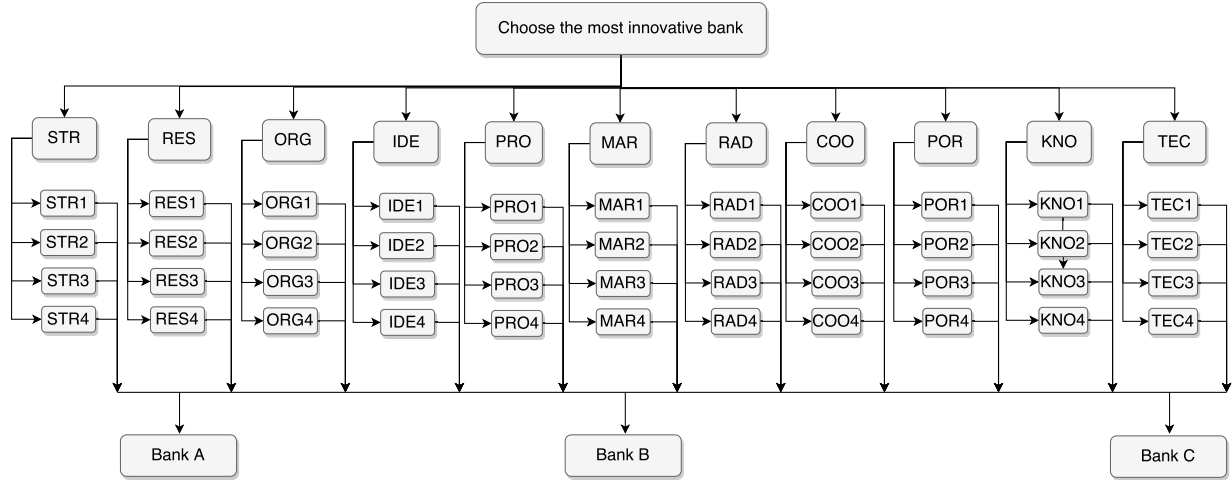 Choose the most innovative bank
STR RES ORG IDE PRO MAR RAD COO POR KNO TEC
STR1 RES1 ORG1 IDE1 PRO1 MAR1 RAD1 COO1 POR1 KNO1 TEC1
STR2 RES2 ORG2 IDE2 PRO2 MAR2 RAD2 COO2 POR2 KNO2 TEC2
STR3 RES3 ORG3 IDE3 PRO3 MAR3 RAD3 COO3 POR3 KNO3 TEC3
STR4 RES4 ORG4 IDE4 PRO4 MAR4 RAD4 COO4 POR4 KNO4 TEC4
Bank A Bank B Bank C